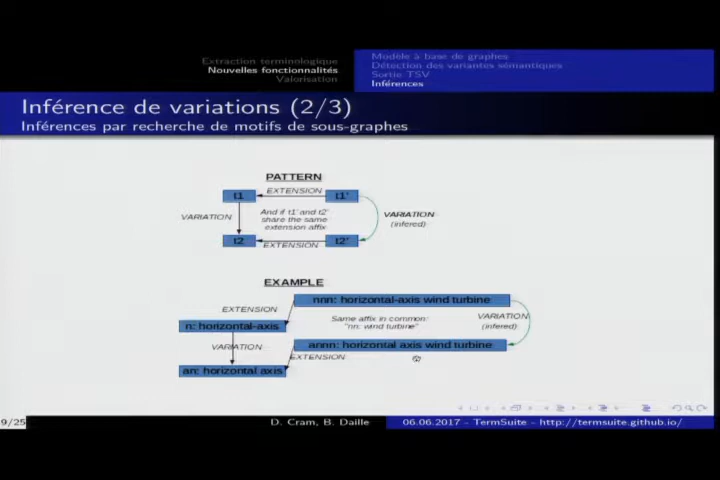 Extraction terminologique
Nouvelles fonctionnalités
Valorisation
Modèle à base de graphes
Détection des variantes sémantiques
Sortie TSV
Inférences
Inférence de variations (2/3)
Inférences par recherche de motifs de sous-graphes
PATTERN
t1
EXTENSION
t1'
VARIATION
And if t1' and t2'
share the same
extension affix
VARIATION
(infered)
t2
EXTENSION
t2'
EXAMPLE
nnn: horizontal-axis wind turbine
EXTENSION
Same affix in common:
"nn: wind turbine"
VARIATION
(infered)
n: horizontal-axis
VARIATION
annn: horizontal axis wind turbine
EXTENSION
an: horizontal axis
9/25
D. Cram, B. Daille
06.06.2017 - TermSuite - http://termsuite.github.io/